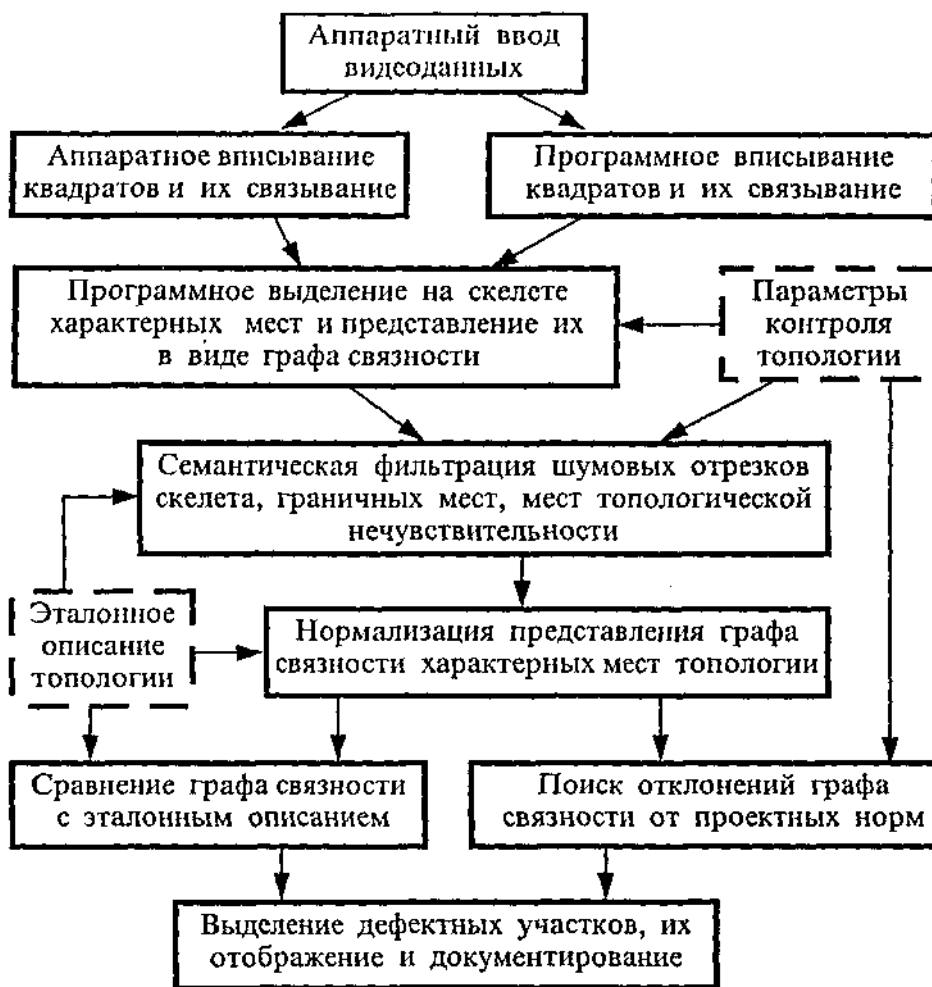 Аппаратный ввод
видеоданных
Аппаратное вписывание
квадратов и их связывание
Программное вписывание
квадратов и их связывание
Программное выделение на скелете
характерных мест и представление их
в виде графа связности
Параметры
контроля
топологии
Семантическая фильтрация шумовых отрезков
скелета, граничных мест, мест топологической
нечувствительности
Эталонное
описание
топологии
Нормализация представления графа
связности характерных мест топологии
Сравнение графа связности
с эталонным описанием
Поиск отклонений графа
связности от проектных норм
Выделение дефектных участков, их
отображение и документирование